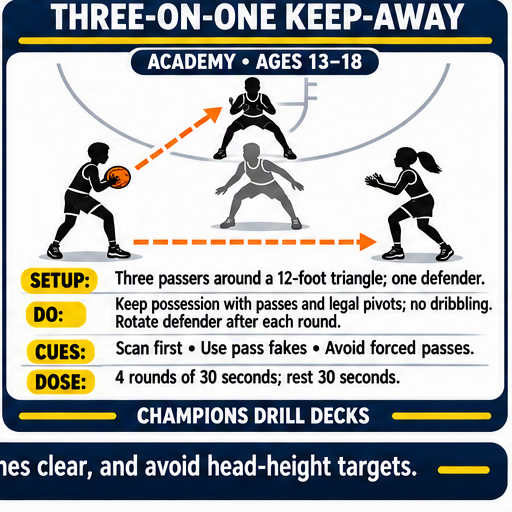 THREE-ON-ONE KEEP-AWAY
ACADEMY • AGES 13–18
SETUP: Three passers around a 12-foot triangle; one defender.
DO: Keep possession with passes and legal pivots; no dribbling.
Rotate defender after each round.
CUES: Scan first • Use pass fakes • Avoid forced passes.
DOSE: 4 rounds of 30 seconds; rest 30 seconds.
CHAMPIONS DRILL DECKS
clear, and avoid head-height targets.